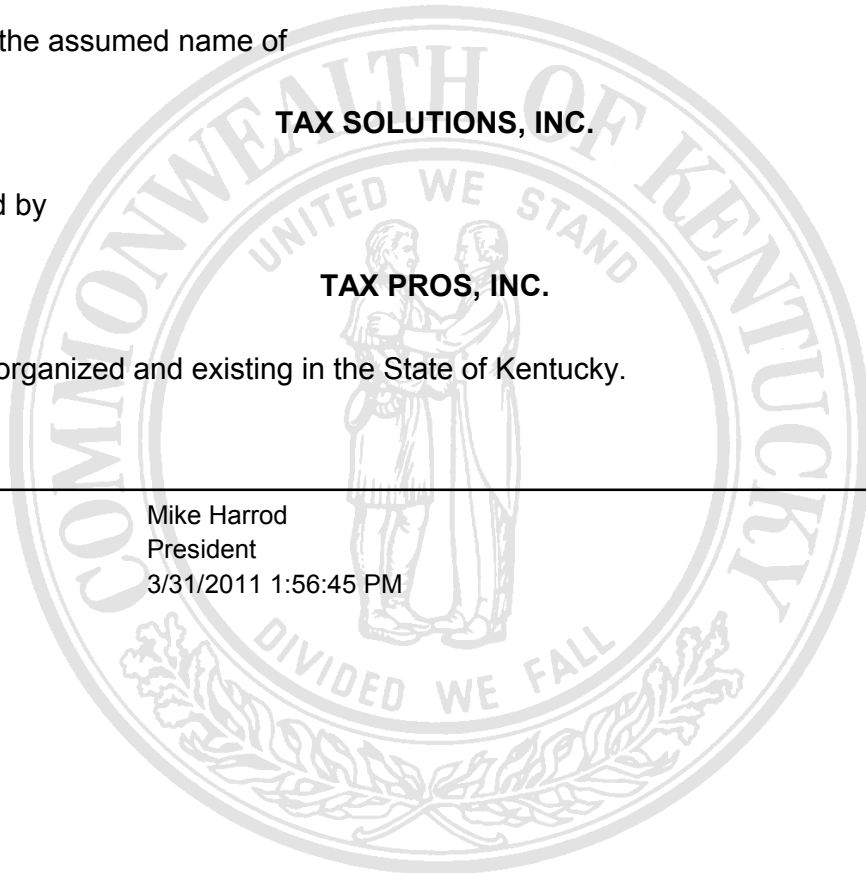 the assumed name of
TAX SOLUTIONS, INC.
d by
TAX PROS, INC.
organized and existing in the State of Kentucky.
Mike Harrod
President
3/31/2011 1:56:45 PM
COMMONWEALTH OF KENTUCKY
UNITED WE STAND
DIVIDED WE FALL